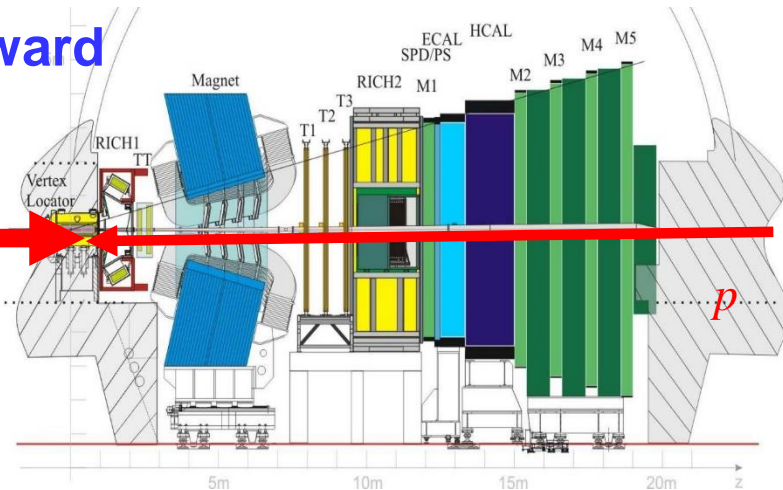 ward
Magnet
RICH1
TT
Vertex
Locator
T1
T2
T3
RICH2
M1
SPD/PS
ECAL
HCAL
M2
M3
M4
M5
p
5m
10m
15m
20m
z